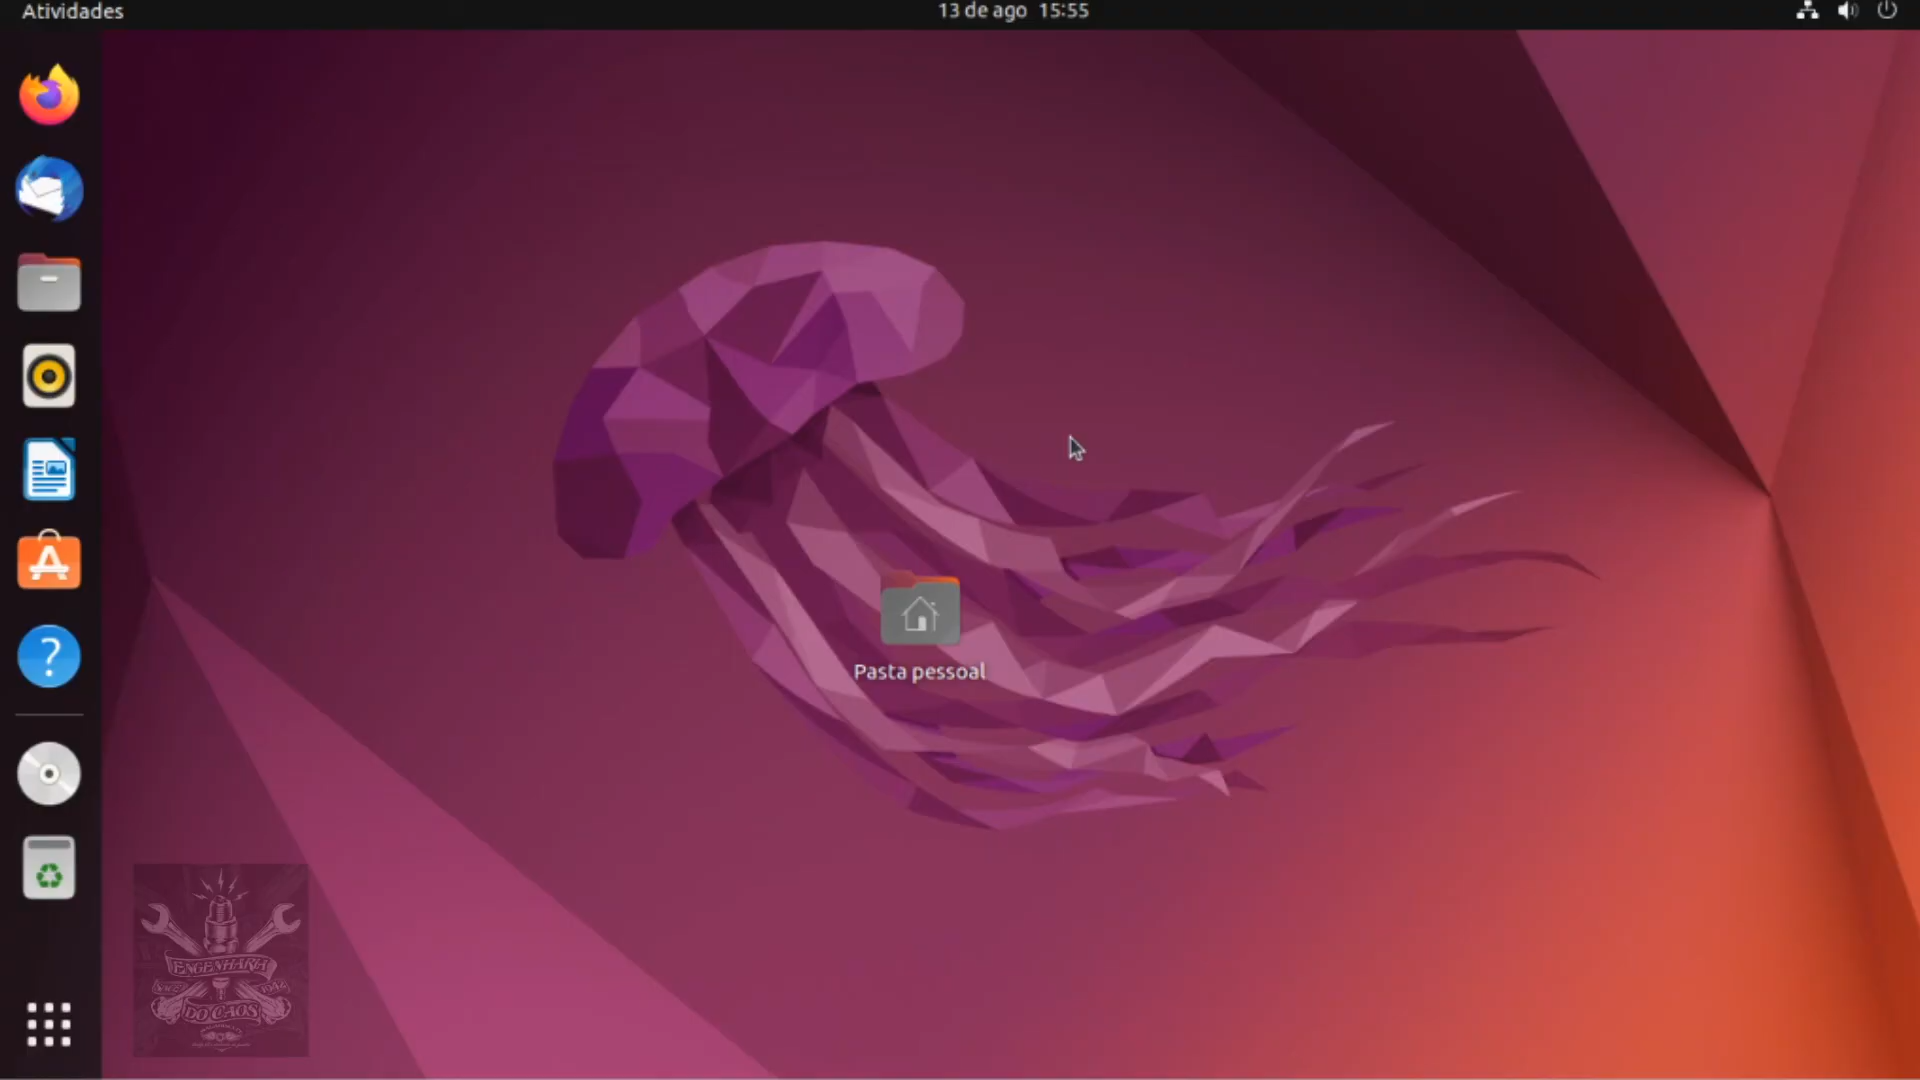 Atividades
13 de ago 15:55
Pasta pessoal
ENGENHARIA
DO CAOS